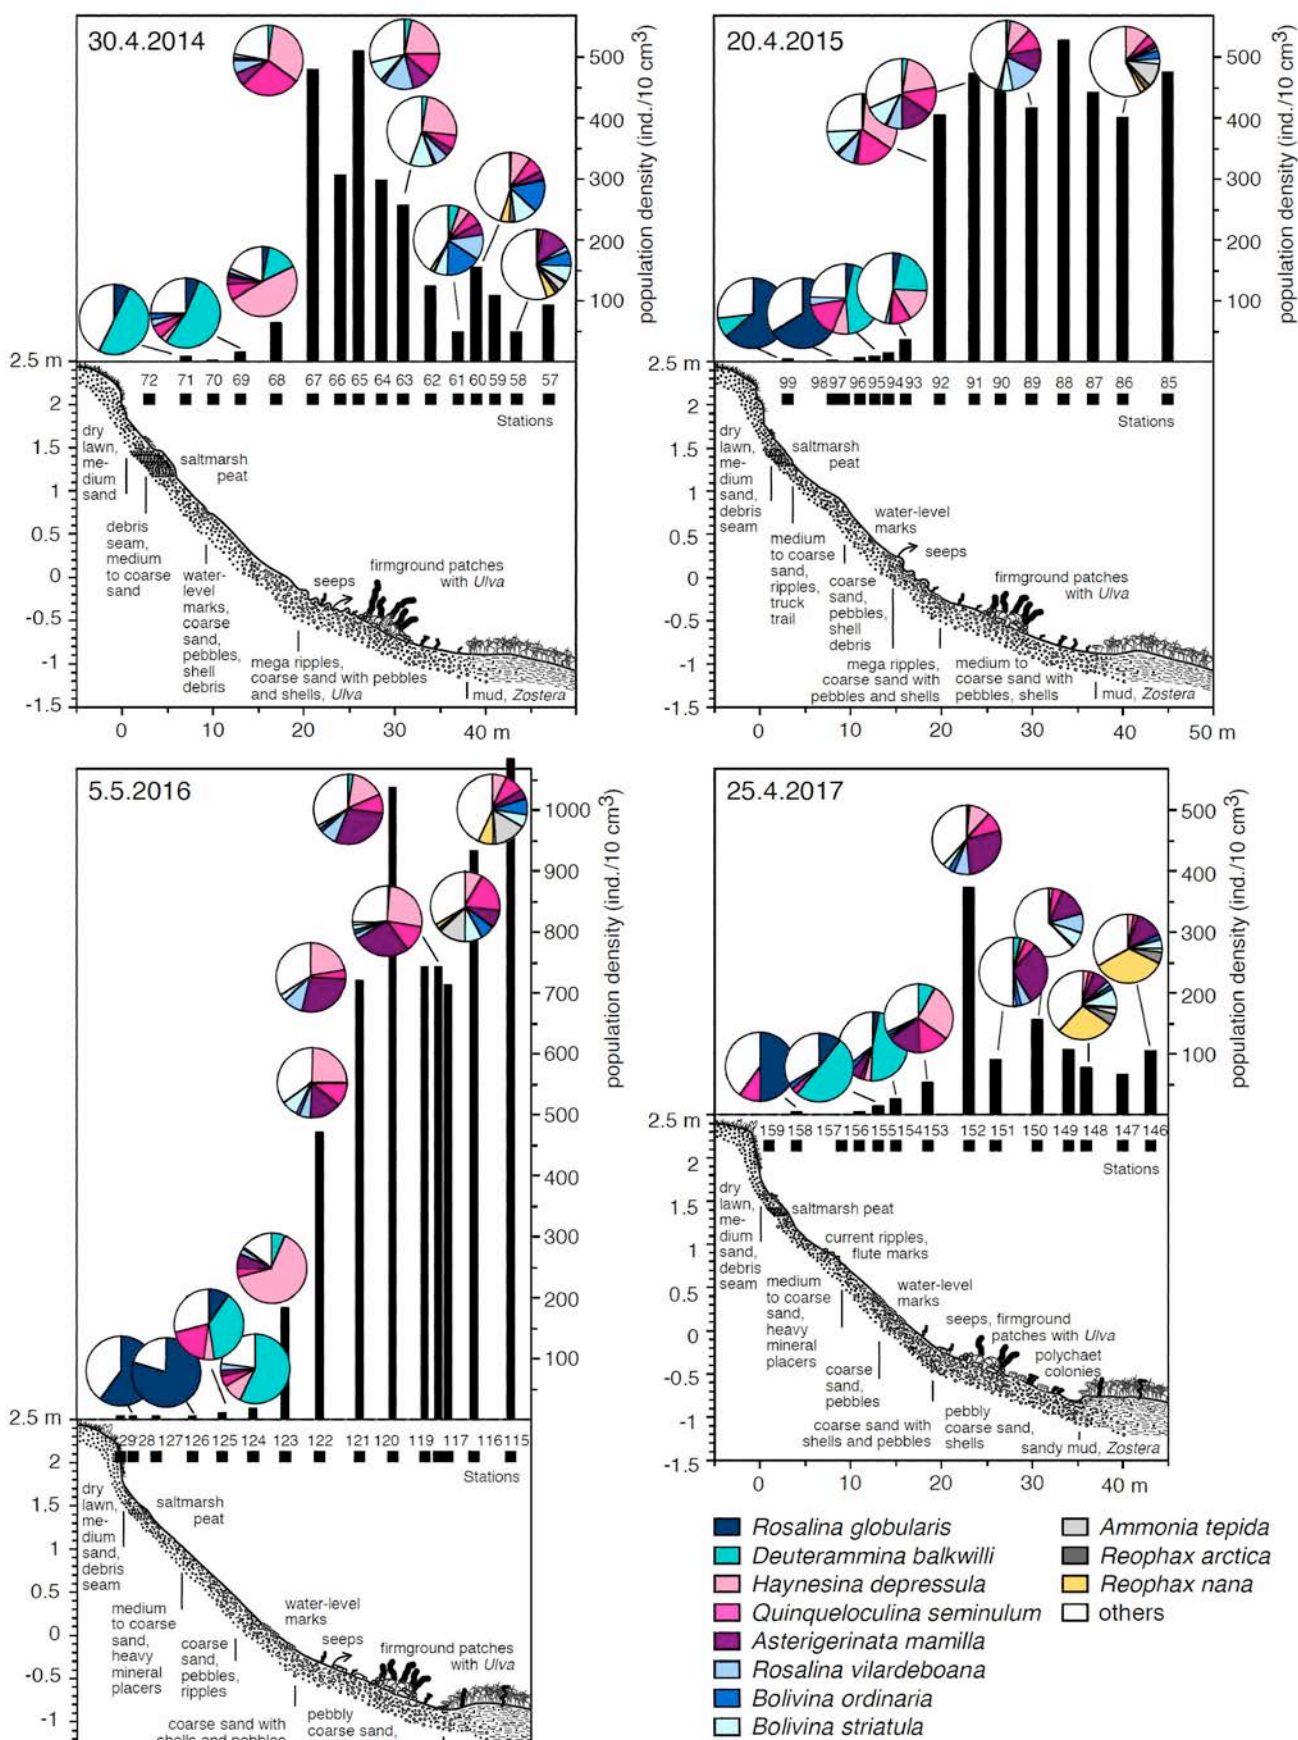 30.4.2014
500
400
300
200
100
population density (ind./10 cm³)
2.5 m
2
1.5
1
0.5
0
-0.5
-1
-1.5
72 71 70 69 68 67 66 65 64 63 62 61 60 59 58 57
Stations
dry
lawn,
me-
dium
sand
saltmarsh
peat
debris
seam,
medium
to coarse
sand
water-
level
marks,
coarse
sand,
pebbles,
shell
debris
seeps
firmground patches
with Ulva
mega ripples,
coarse sand with pebbles
and shells, Ulva
mud, Zostera
0 10 20 30 40 m
20.4.2015
500
400
300
200
100
population density (ind./10 cm³)
2.5 m
2
1.5
1
0.5
0
-0.5
-1
-1.5
99 98 97 96 95 94 93 92 91 90 89 88 87 86 85
Stations
dry
lawn,
me-
dium
sand,
debris
seam
saltmarsh
peat
medium
to coarse
sand,
ripples,
truck
trail
water-level
marks
seeps
coarse
sand,
pebbles,
shell
debris
firmground patches
with Ulva
mega ripples,
coarse sand with
pebbles and shells
medium to
coarse sand with
pebbles, shells
mud, Zostera
0 10 20 30 40 50 m
5.5.2016
1000
900
800
700
600
500
400
300
200
100
population density (ind./10 cm³)
2.5 m
2
1.5
1
0.5
0
-0.5
-1
129 128 127 126 125 124 123 122 121 120 119 117 116 115
Stations
dry
lawn,
me-
dium
sand,
debris
seam
saltmarsh
peat
medium
to coarse
sand,
heavy
mineral
placers
coarse
sand,
pebbles,
ripples
water-level
marks
seeps
firmground patches
with Ulva
coarse sand with
shells and pebbles
pebbly
coarse sand,
25.4.2017
500
400
300
200
100
population density (ind./10 cm³)
2.5 m
2
1.5
1
0.5
0
-0.5
-1
-1.5
159 158 157 156 155 154 153 152 151 150 149 148 147 146
Stations
dry
lawn,
me-
dium
sand,
debris
seam
saltmarsh peat
current ripples,
flute marks
medium
to coarse
sand,
heavy
mineral
placers
water-level
marks
seeps, firmground
patches with Ulva
polychaet
colonies
coarse
sand,
pebbles
coarse sand with
shells and pebbles
pebbly
coarse sand,
shells
sandy mud, Zostera
0 10 20 30 40 m
Rosalina globularis
Deuterammina balkwilli
Haynesina depressula
Quinqueloculina seminulum
Asterigerinata mamilla
Rosalina vilardeboana
Bolivina ordinaria
Bolivina striatula
Ammonia tepida
Reophax arctica
Reophax nana
others